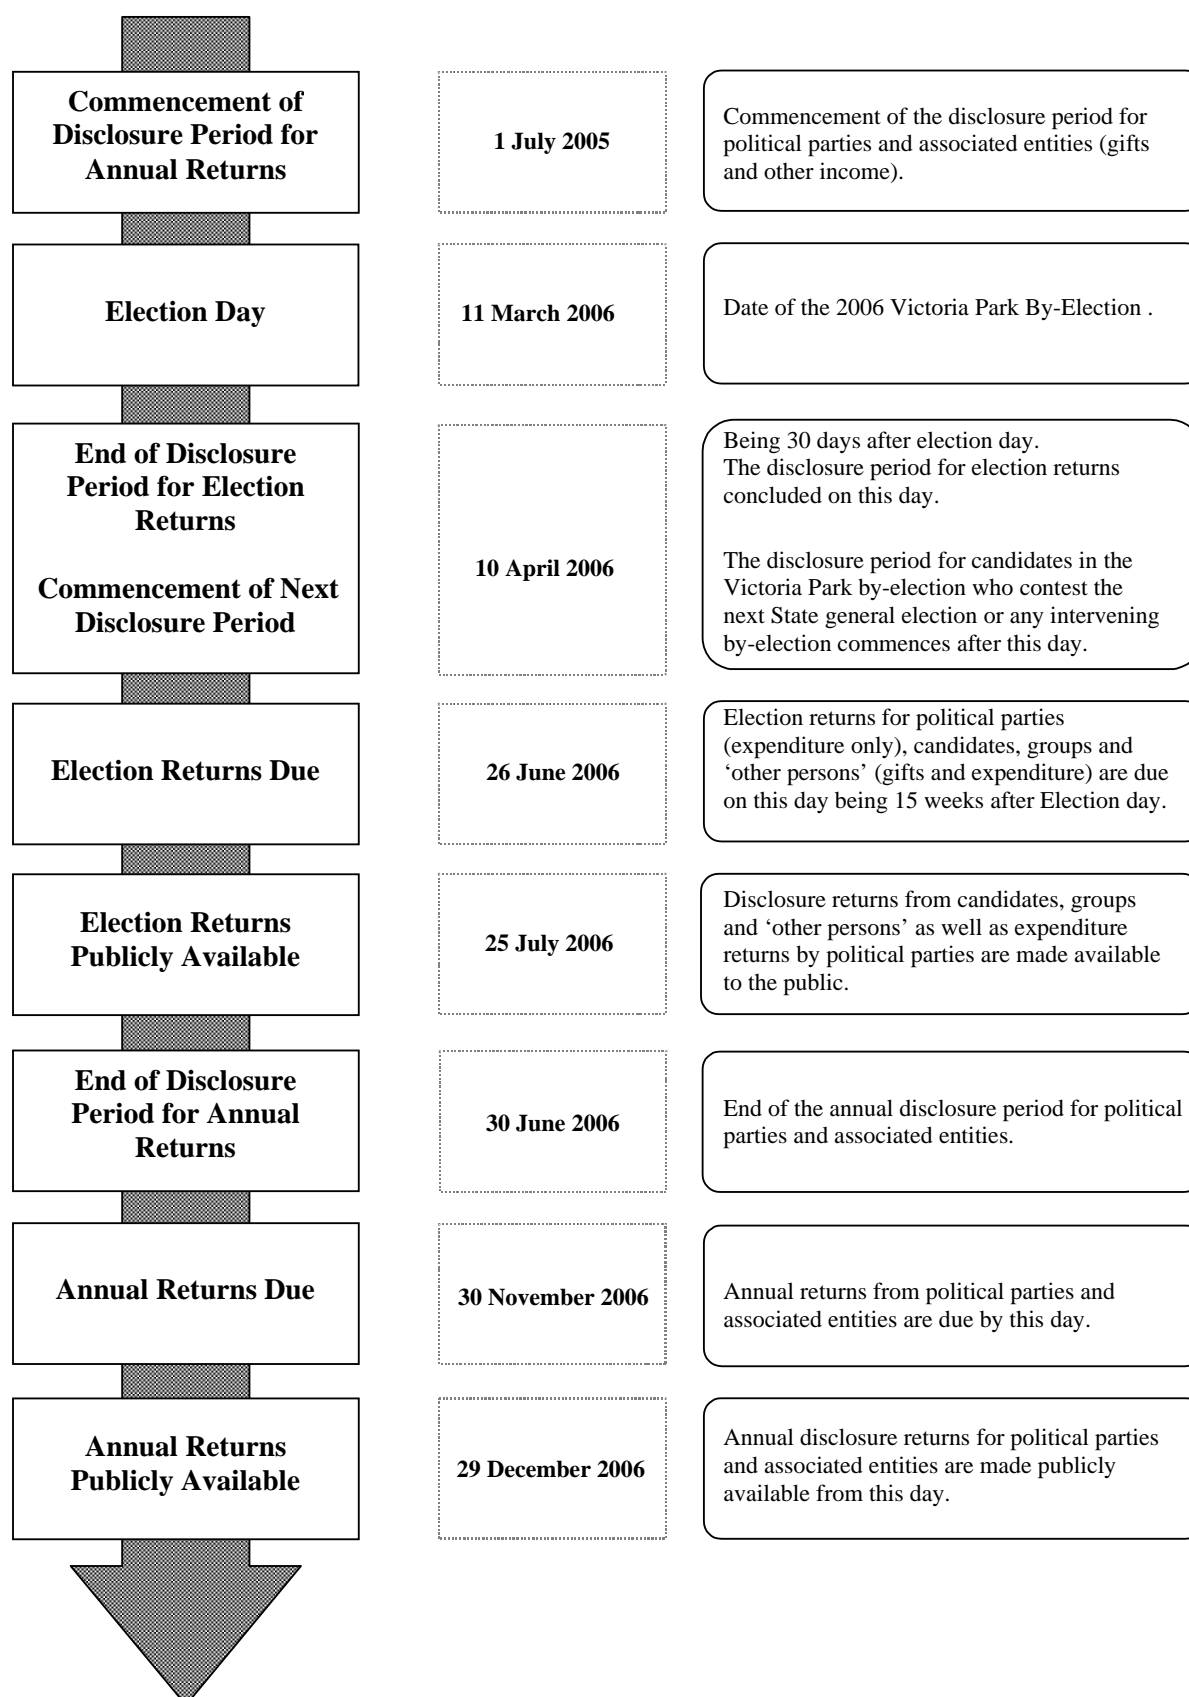 Commencement of
Disclosure Period for
Annual Returns
1 July 2005
Commencement of the disclosure period for
political parties and associated entities (gifts
and other income).
Election Day
11 March 2006
Date of the 2006 Victoria Park By-Election .
End of Disclosure
Period for Election
Returns
Commencement of Next
Disclosure Period
10 April 2006
Being 30 days after election day.
The disclosure period for election returns
concluded on this day.
The disclosure period for candidates in the
Victoria Park by-election who contest the
next State general election or any intervening
by-election commences after this day.
Election Returns Due
26 June 2006
Election returns for political parties
(expenditure only), candidates, groups and
‘other persons’ (gifts and expenditure) are due
on this day being 15 weeks after Election day.
Election Returns
Publicly Available
25 July 2006
Disclosure returns from candidates, groups
and ‘other persons’ as well as expenditure
returns by political parties are made available
to the public.
End of Disclosure
Period for Annual
Returns
30 June 2006
End of the annual disclosure period for political
parties and associated entities.
Annual Returns Due
30 November 2006
Annual returns from political parties and
associated entities are due by this day.
Annual Returns
Publicly Available
29 December 2006
Annual disclosure returns for political parties
and associated entities are made publicly
available from this day.